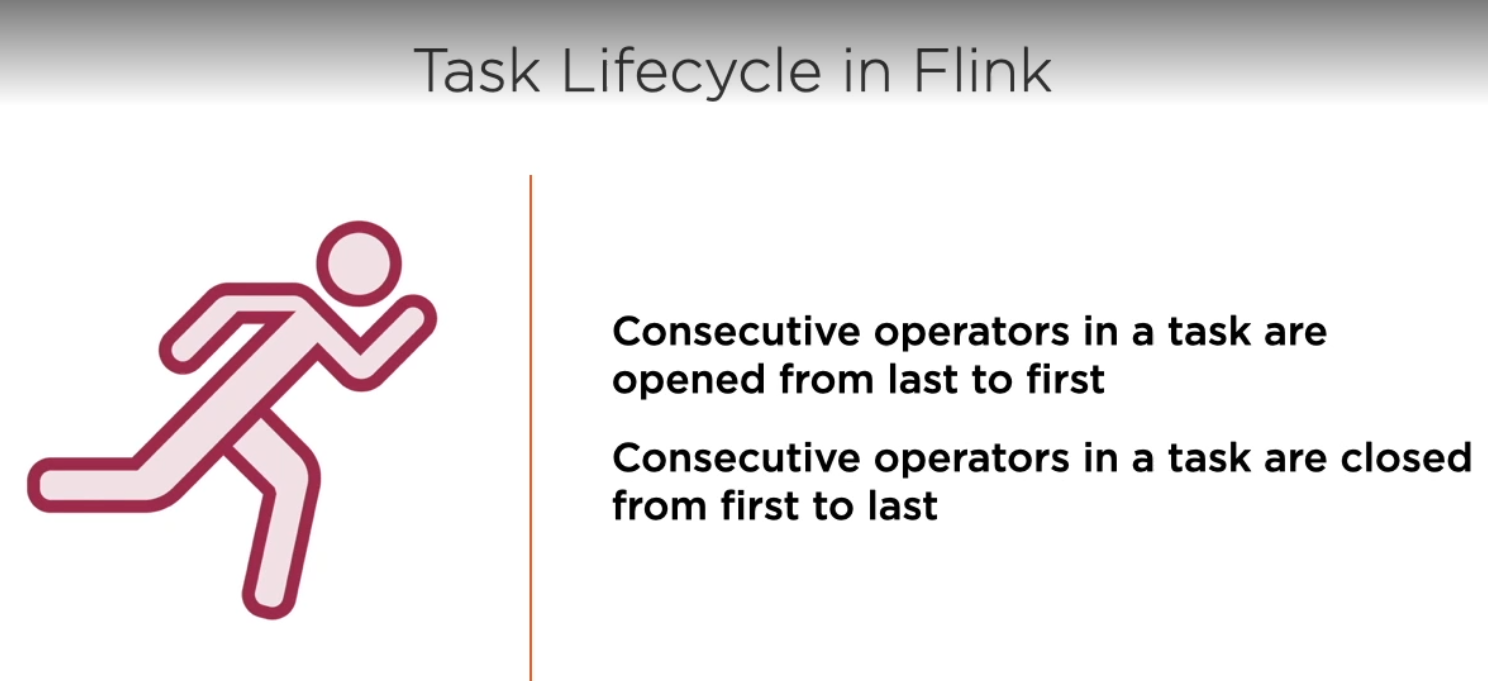 Task Lifecycle in Flink
Consecutive operators in a task are
opened from last to first
Consecutive operators in a task are closed
from first to last